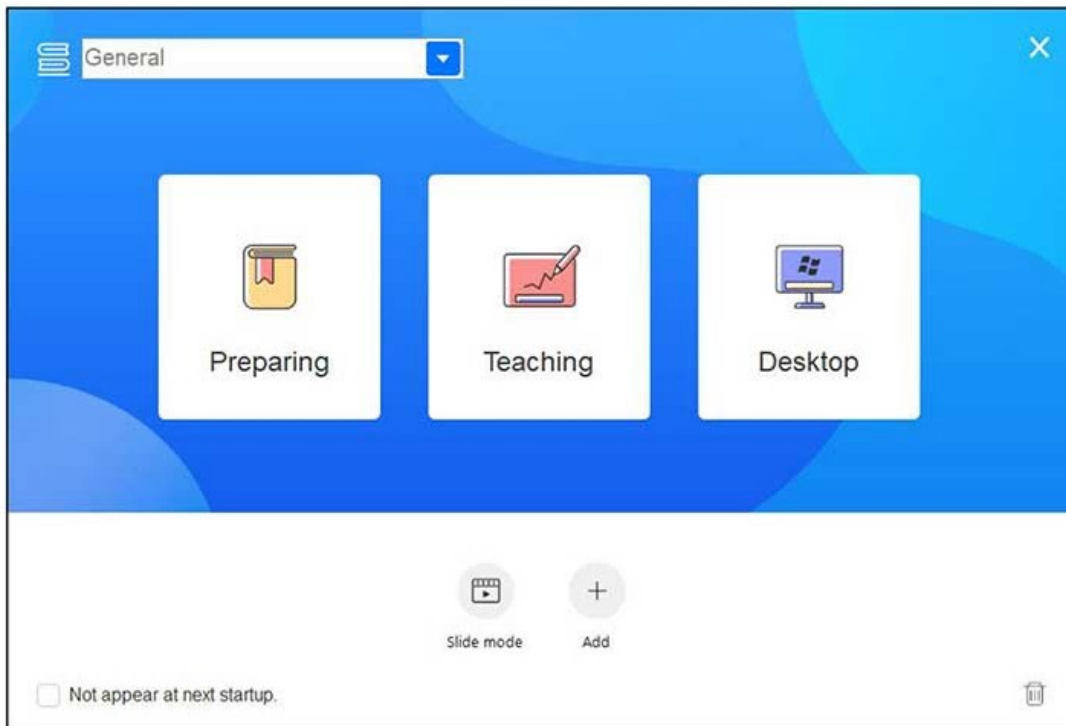 General
Preparing
Teaching
Desktop
Slide mode
Add
Not appear at next startup.